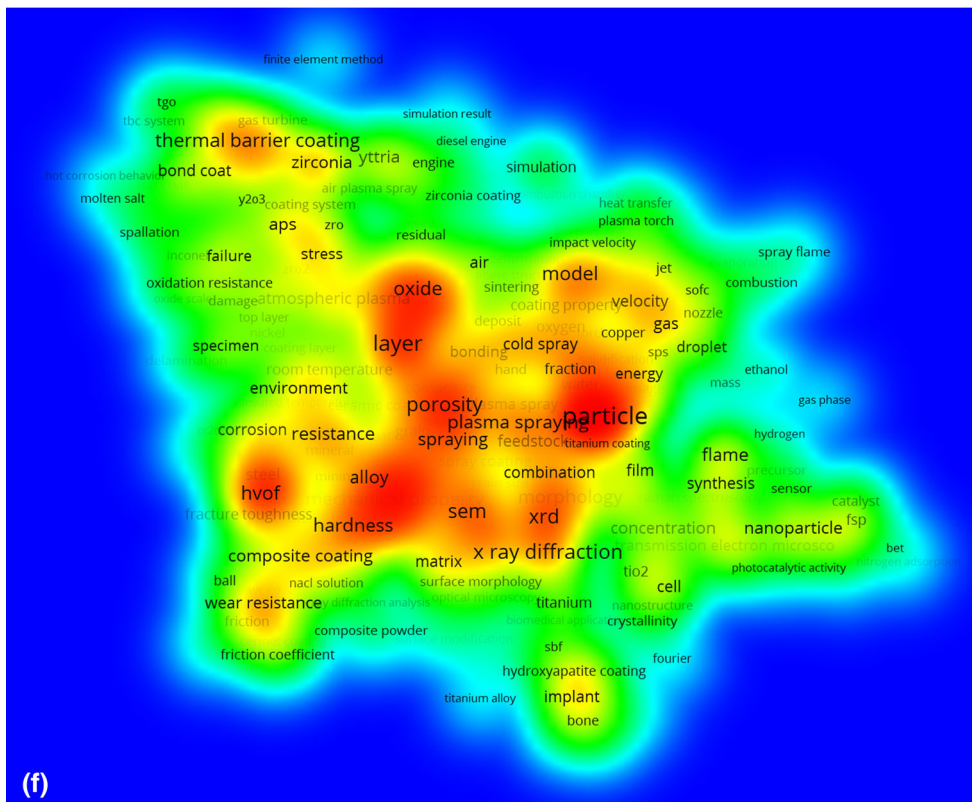 finite element method
tgo
simulation result
gas turbine
tbc system
thermal barrier coating
diesel engine
zirconia
yttria
engine
simulation
bond coat
hot corrosion behavior
air plasma spray
molten salt
zirconia coating
y2o3
coating system
heat transfer
aps
zro
plasma torch
spallation
residual
impact velocity
failure
stress
spray flame
air
model
jet
oxidation resistance
oxide
sintering
sofc
combustion
damage
atmospheric plasma
coating property
velocity
nozzle
top layer
deposit
oxygen
gas
nickel
copper
specimen
coating layer
layer
cold spray
bonding
sps
droplet
delamination
room temperature
hand
fraction
energy
ethanol
mass
environment
porosity
particle
gas phase
plasma spraying
corrosion
resistance
spraying
feedstock
titanium coating
hydrogen
mineral
flame
steel
alloy
combination
film
precursor
hvof
synthesis
sensor
morphology
catalyst
fracture toughness
sem
xrd
fsp
hardness
concentration
nanoparticle
transmission electron microsco
bet
composite coating
matrix
x ray diffraction
nitrogen adsorption
photocatalytic activity
tio2
ball
nacl solution
surface morphology
cell
wear resistance
optical microscop
titanium
nanostructure
friction
crystallinity
composite powder
sbf
friction coefficient
fourier
hydroxyapatite coating
titanium alloy
implant
bone
(f)